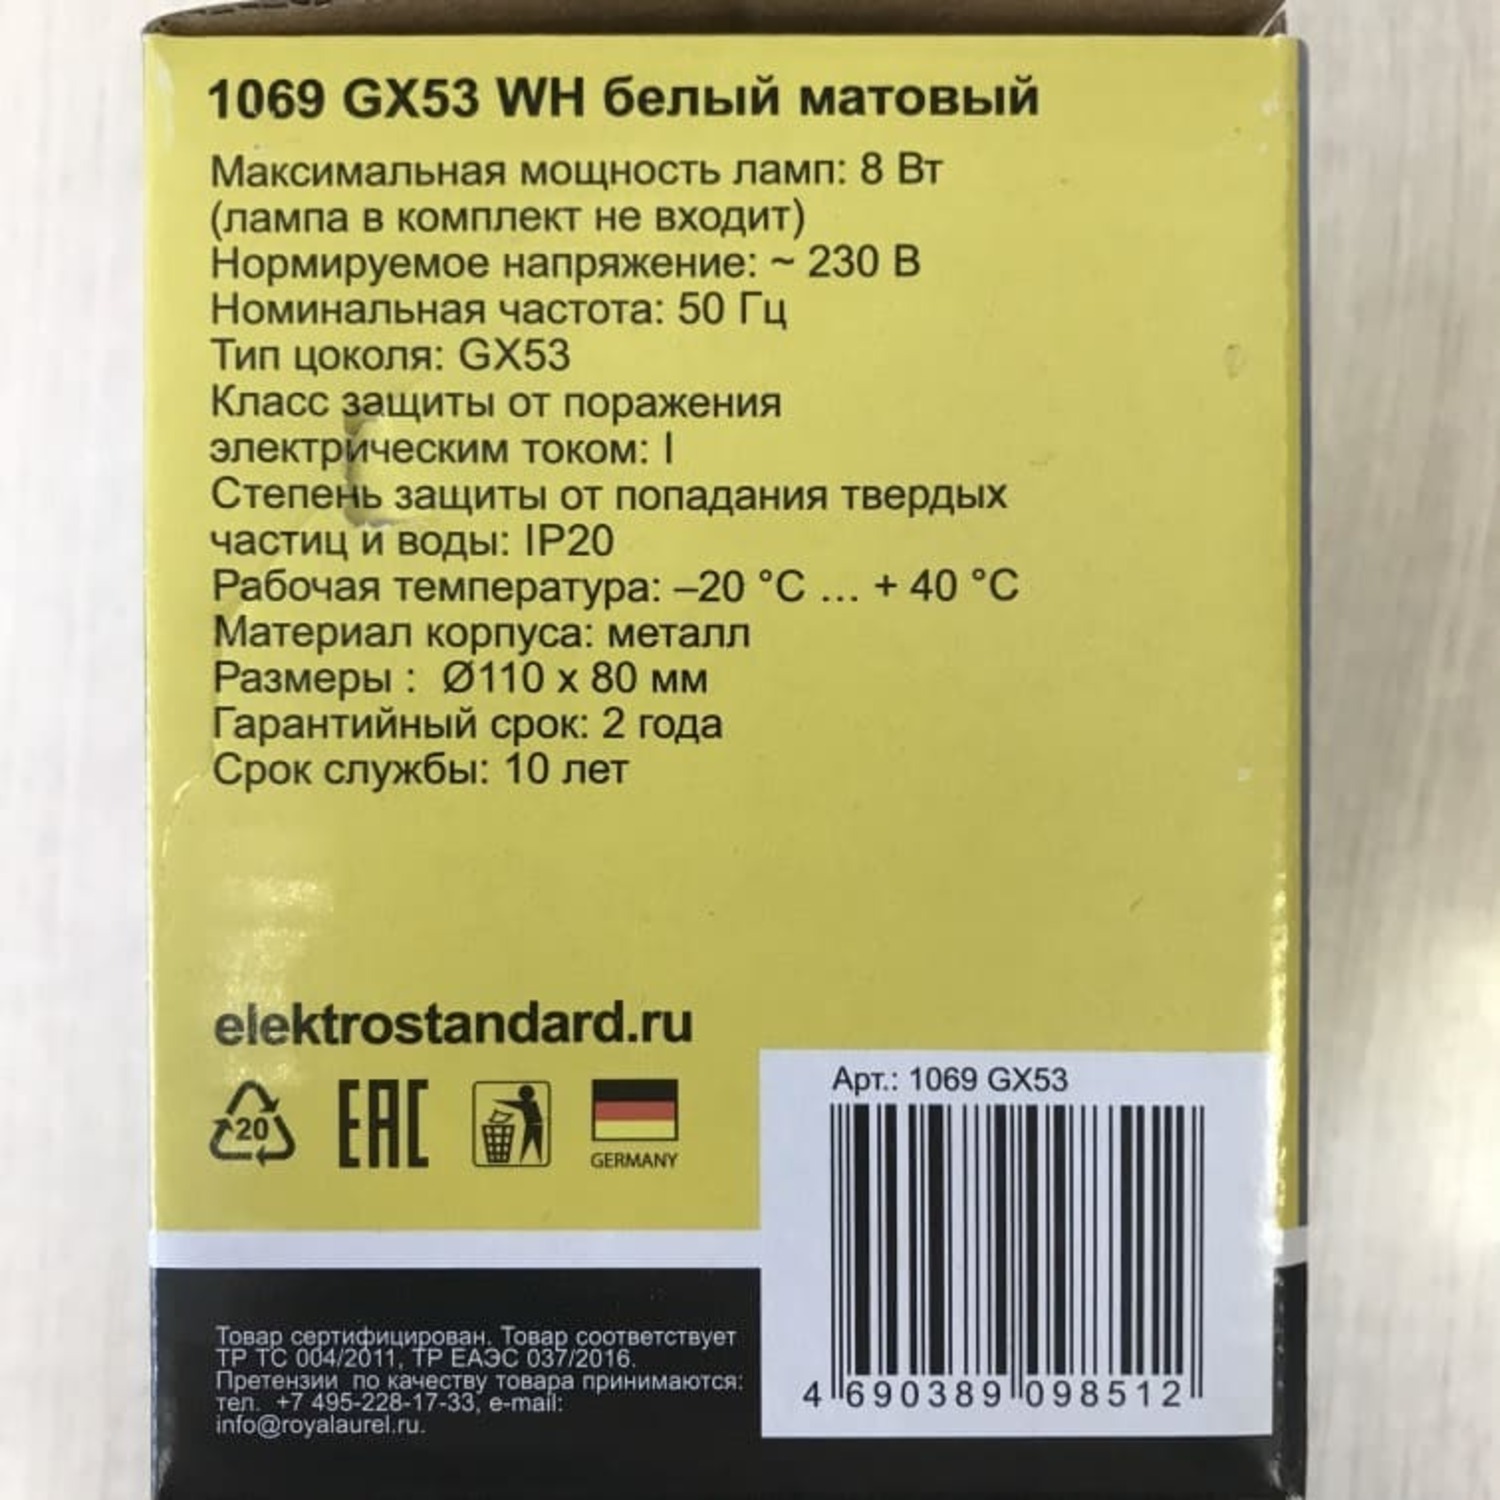 1069 GX53 WH белый матовый
Максимальная мощность ламп: 8 Вт
(лампа в комплект не входит)
Нормируемое напряжение: ~ 230 В
Номинальная частота: 50 Гц
Тип цоколя: GX53
Класс защиты от поражения
электрическим током: I
Степень защиты от попадания твердых
частиц и воды: IP20
Рабочая температура: –20 °C ... + 40 °C
Материал корпуса: металл
Размеры : Ø110 x 80 мм
Гарантийный срок: 2 года
Срок службы: 10 лет
elektrostandard.ru
20
EAC
GERMANY
Арт.: 1069 GX53
4 690389 098512
Товар сертифицирован. Товар соответствует
ТР ТС 004/2011, ТР ЕАЭС 037/2016.
Претензии по качеству товара принимаются:
тел. +7 495-228-17-33, e-mail:
info@royalaurel.ru.